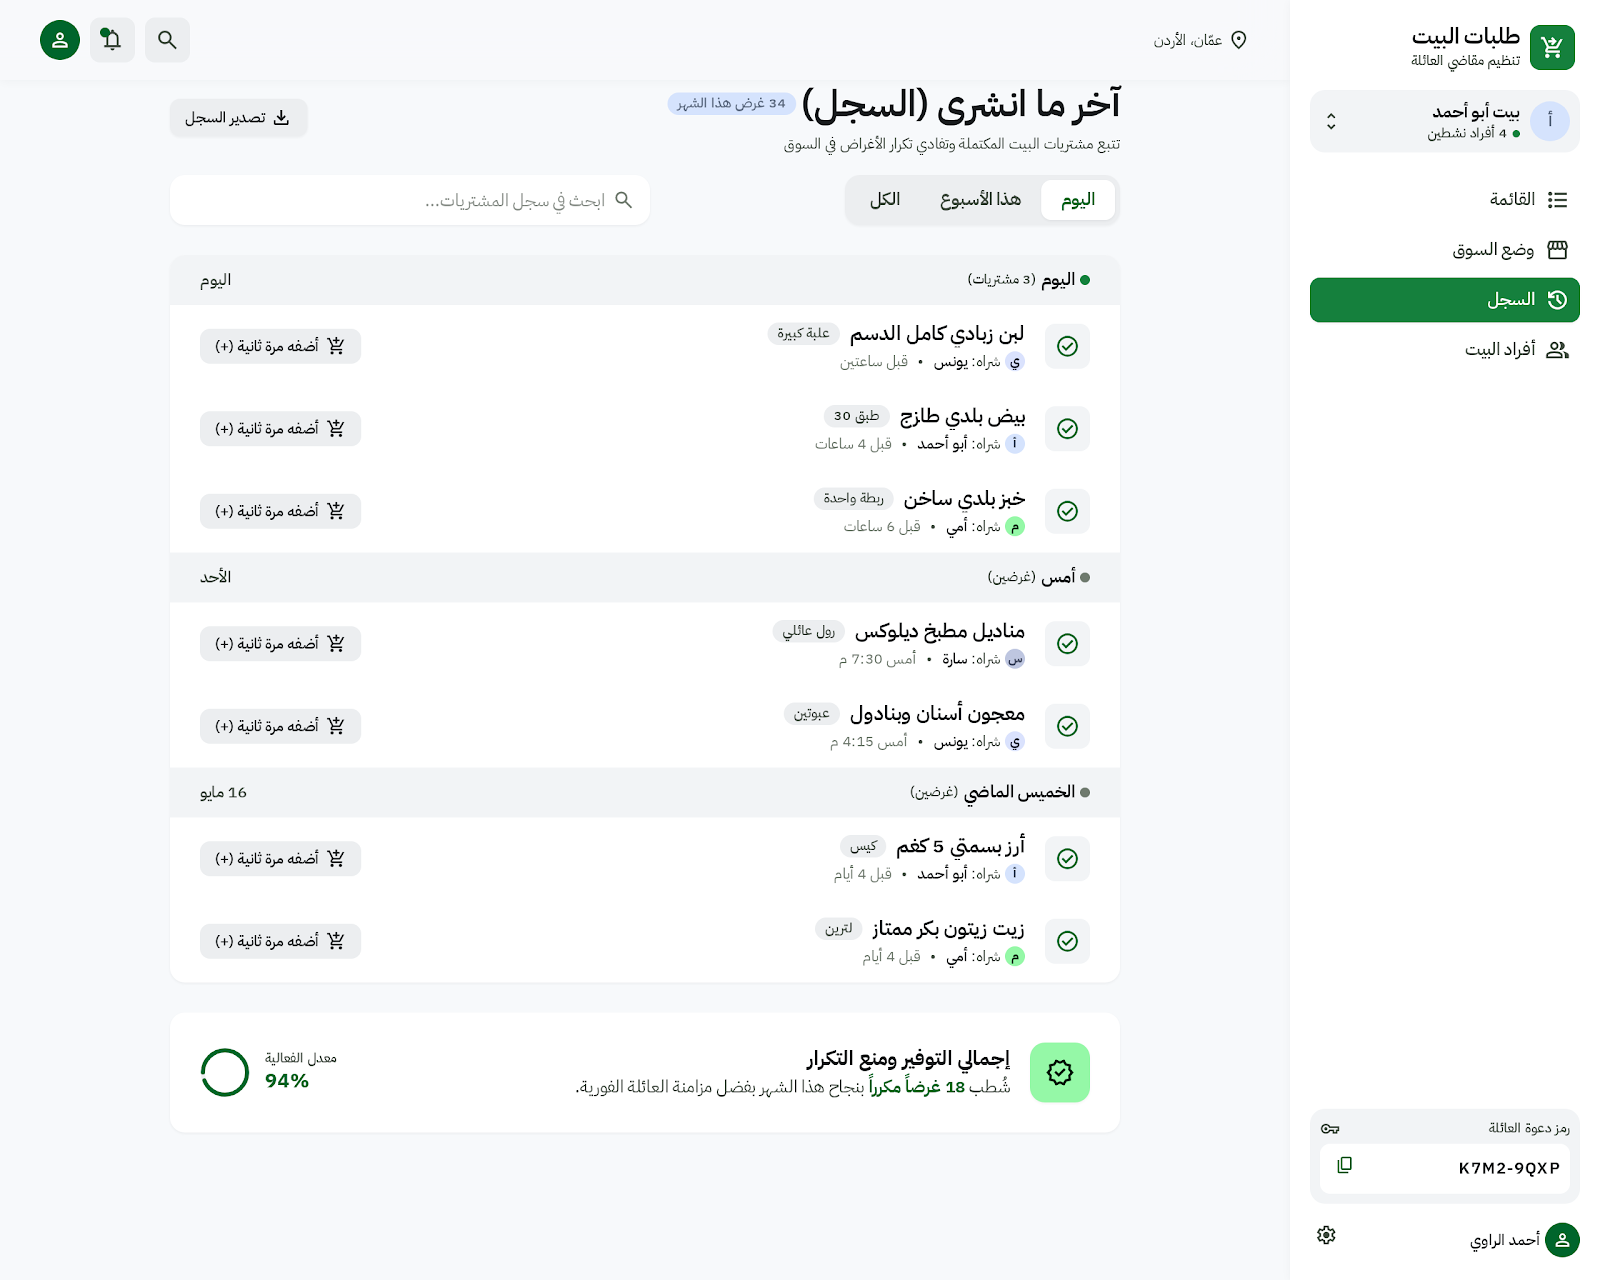 طلبات البيت
تنظيم مقاضي العائلة
أ
بيت أبو أحمد
4 أفراد نشطين
القائمة
وضع السوق
السجل
أفراد البيت
رمز دعوة العائلة
K7M2-9QXP
أحمد الراوي
عمّان، الأردن
آخر ما انشرى (السجل) 34 غرض هذا الشهر
تتبع مشتريات البيت المكتملة وتفادي تكرار الأغراض في السوق
تصدير السجل
اليوم هذا الأسبوع الكل
ابحث في سجل المشتريات...
اليوم (3 مشتريات) اليوم
لبن زبادي كامل الدسم علبة كبيرة
ي شراه: يونس • قبل ساعتين
أضفه مرة ثانية (+)
بيض بلدي طازج طبق 30
أ شراه: أبو أحمد • قبل 4 ساعات
أضفه مرة ثانية (+)
خبز بلدي ساخن ربطة واحدة
م شراه: أمي • قبل 6 ساعات
أضفه مرة ثانية (+)
أمس (غرضين) الأحد
مناديل مطبخ ديلوكس رول عائلي
س شراه: سارة • أمس 7:30 م
أضفه مرة ثانية (+)
معجون أسنان وبنادول عبوتين
ي شراه: يونس • أمس 4:15 م
أضفه مرة ثانية (+)
الخميس الماضي (غرضين) 16 مايو
أرز بسمتي 5 كغم كيس
أ شراه: أبو أحمد • قبل 4 أيام
أضفه مرة ثانية (+)
زيت زيتون بكر ممتاز لترين
م شراه: أمي • قبل 4 أيام
أضفه مرة ثانية (+)
إجمالي التوفير ومنع التكرار
شُطب 18 غرضاً مكرراً بنجاح هذا الشهر بفضل مزامنة العائلة الفورية.
معدل الفعالية
94%